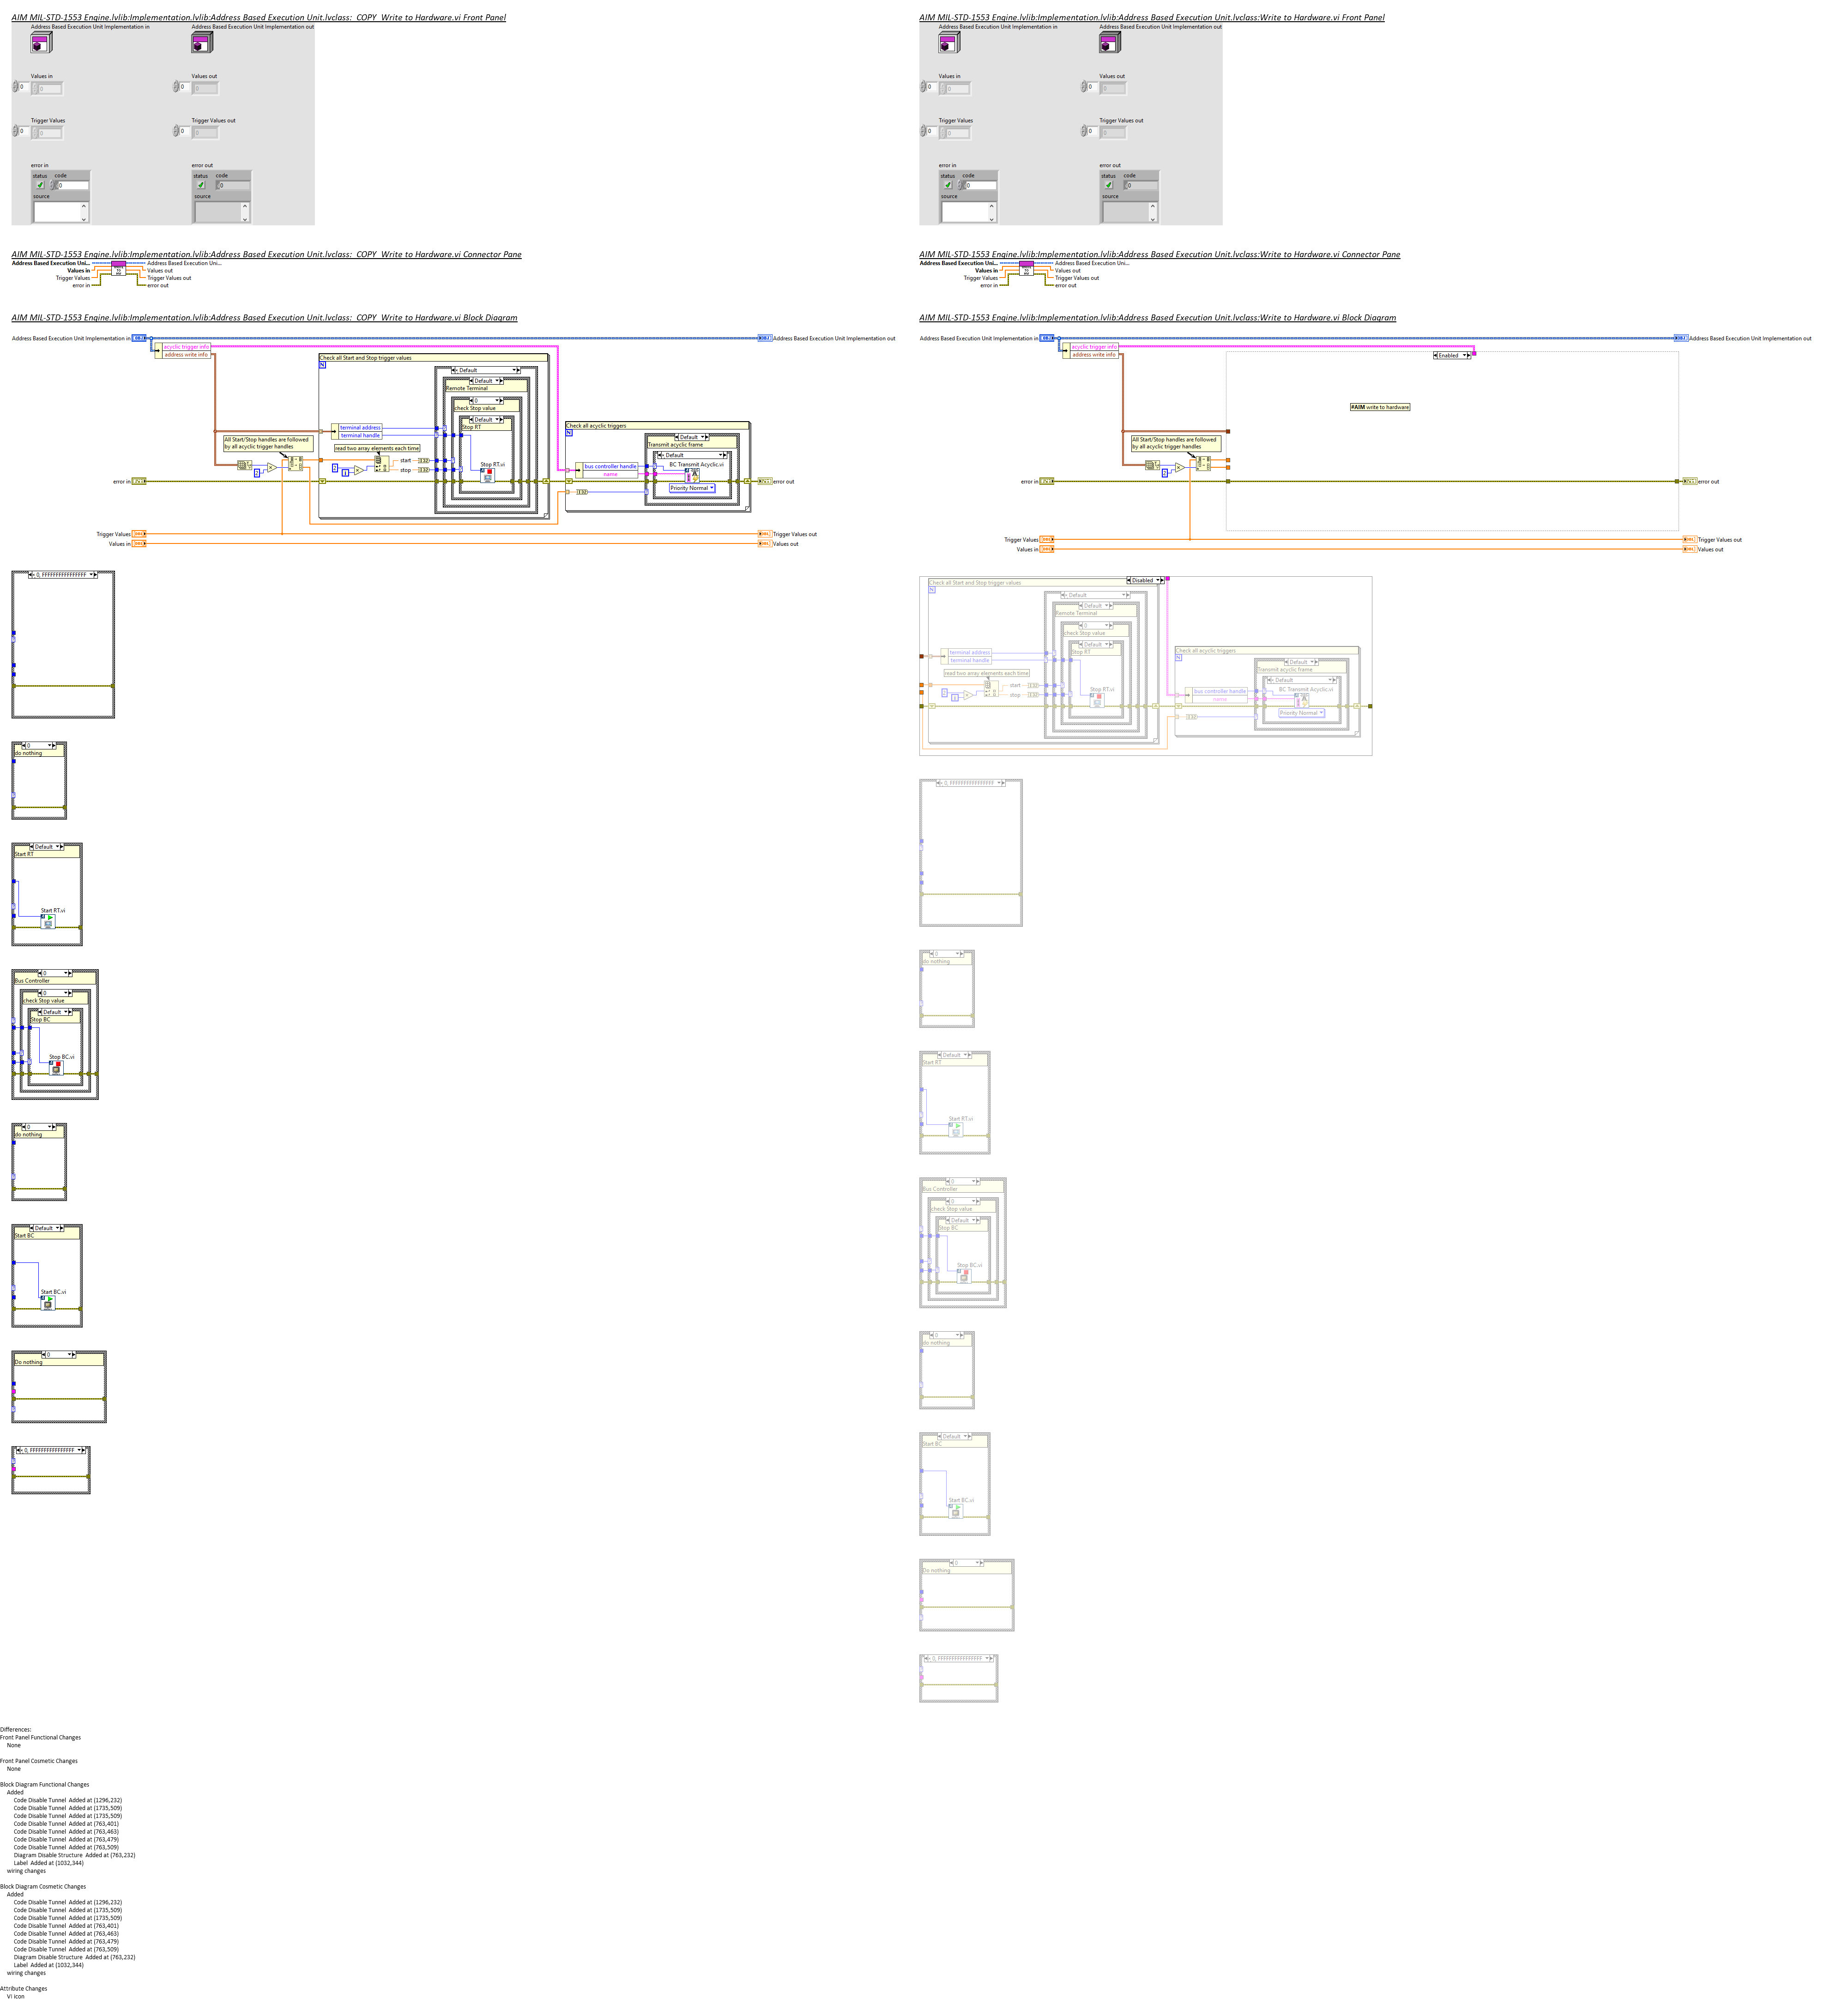 AIM MIL-STD-1553 Engine.lvlib:Implementation.lvlib:Address Based Execution Unit.lvclass:_COPY_Write to Hardware.vi Front Panel
Address Based Execution Unit Implementation in
Address Based Execution Unit Implementation out
Values in
Values out
0
0
0
0
Trigger Values
Trigger Values out
0
0
0
0
error in
error out
status code
status code
0
0
source
source
AIM MIL-STD-1553 Engine.lvlib:Implementation.lvlib:Address Based Execution Unit.lvclass:Write to Hardware.vi Front Panel
Address Based Execution Unit Implementation in
Address Based Execution Unit Implementation out
Values in
Values out
0
0
0
0
Trigger Values
Trigger Values out
0
0
0
0
error in
error out
status code
status code
0
0
source
source
AIM MIL-STD-1553 Engine.lvlib:Implementation.lvlib:Address Based Execution Unit.lvclass:_COPY_Write to Hardware.vi Connector Pane
Address Based Execution Uni...
Address Based Execution Uni...
Values in
Values out
Trigger Values
Trigger Values out
error in
error out
AIM MIL-STD-1553 Engine.lvlib:Implementation.lvlib:Address Based Execution Unit.lvclass:Write to Hardware.vi Connector Pane
Address Based Execution Uni...
Address Based Execution Uni...
Values in
Values out
Trigger Values
Trigger Values out
error in
error out
AIM MIL-STD-1553 Engine.lvlib:Implementation.lvlib:Address Based Execution Unit.lvclass:_COPY_Write to Hardware.vi Block Diagram
Address Based Execution Unit Implementation in
Address Based Execution Unit Implementation out
acyclic trigger info
address write info
Check all Start and Stop trigger values
N
Default
Default
Remote Terminal
0
check Stop value
Default
Stop RT
terminal address
terminal handle
All Start/Stop handles are followed
by all acyclic trigger handles
read two array elements each time
start
stop
I32
I32
2
2
1
Stop RT.vi
Check all acyclic triggers
N
Default
Transmit acyclic frame
Default
BC Transmit Acyclic.vi
bus controller handle
name
Priority Normal
I32
error in
error out
Trigger Values
Trigger Values out
Values in
Values out
0, FFFFFFFFFFFFFFFF
0
do nothing
Default
Start RT
Start RT.vi
0
Bus Controller
0
check Stop value
Default
Stop BC
Stop BC.vi
0
do nothing
Default
Start BC
Start BC.vi
0
Do nothing
0, FFFFFFFFFFFFFFFF
AIM MIL-STD-1553 Engine.lvlib:Implementation.lvlib:Address Based Execution Unit.lvclass:Write to Hardware.vi Block Diagram
Address Based Execution Unit Implementation in
Address Based Execution Unit Implementation out
acyclic trigger info
address write info
Enabled
#AIM write to hardware
All Start/Stop handles are followed
by all acyclic trigger handles
2
error in
error out
Trigger Values
Trigger Values out
Values in
Values out
Disabled
Check all Start and Stop trigger values
N
Default
Default
Remote Terminal
0
check Stop value
Default
Stop RT
terminal address
terminal handle
read two array elements each time
start
stop
I32
I32
1
Stop RT.vi
Check all acyclic triggers
N
Default
Transmit acyclic frame
Default
BC Transmit Acyclic.vi
bus controller handle
name
Priority Normal
I32
0, FFFFFFFFFFFFFFFF
0
do nothing
Default
Start RT
Start RT.vi
0
Bus Controller
0
check Stop value
Default
Stop BC
Stop BC.vi
0
do nothing
Default
Start BC
Start BC.vi
0
Do nothing
0, FFFFFFFFFFFFFFFF
Differences:
Front Panel Functional Changes
None
Front Panel Cosmetic Changes
None
Block Diagram Functional Changes
Added
Code Disable Tunnel Added at (1296,232)
Code Disable Tunnel Added at (1735,509)
Code Disable Tunnel Added at (1735,509)
Code Disable Tunnel Added at (763,401)
Code Disable Tunnel Added at (763,463)
Code Disable Tunnel Added at (763,479)
Code Disable Tunnel Added at (763,509)
Diagram Disable Structure Added at (763,232)
Label Added at (1032,344)
wiring changes
Block Diagram Cosmetic Changes
Added
Code Disable Tunnel Added at (1296,232)
Code Disable Tunnel Added at (1735,509)
Code Disable Tunnel Added at (1735,509)
Code Disable Tunnel Added at (763,401)
Code Disable Tunnel Added at (763,463)
Code Disable Tunnel Added at (763,479)
Code Disable Tunnel Added at (763,509)
Diagram Disable Structure Added at (763,232)
Label Added at (1032,344)
wiring changes
Attribute Changes
VI icon